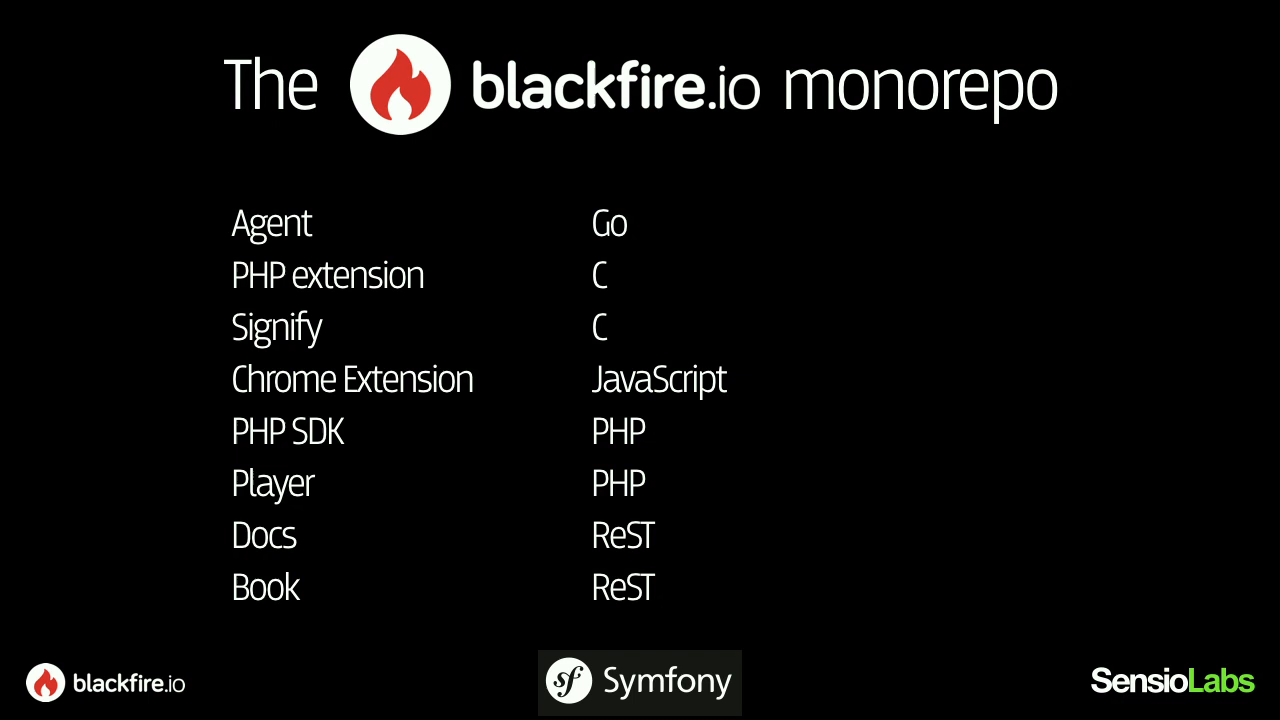 The blackfire.io monorepo
Agent Go
PHP extension C
Signify C
Chrome Extension JavaScript
PHP SDK PHP
Player PHP
Docs ReST
Book ReST
blackfire.io sf Symfony SensioLabs